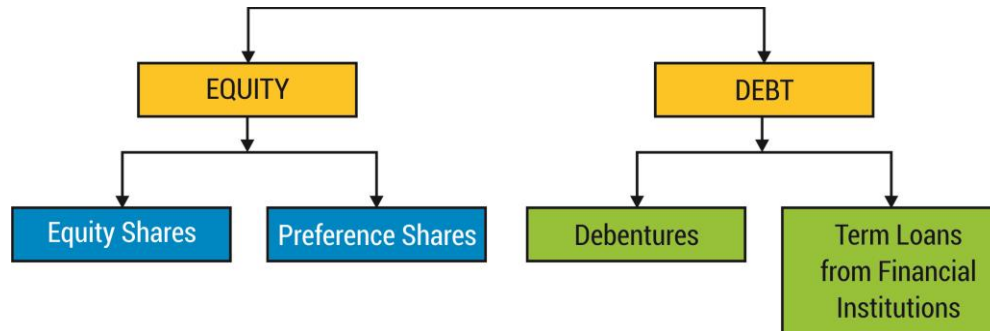 EQUITY
DEBT
Equity Shares
Preference Shares
Debentures
Term Loans
from Financial
Institutions